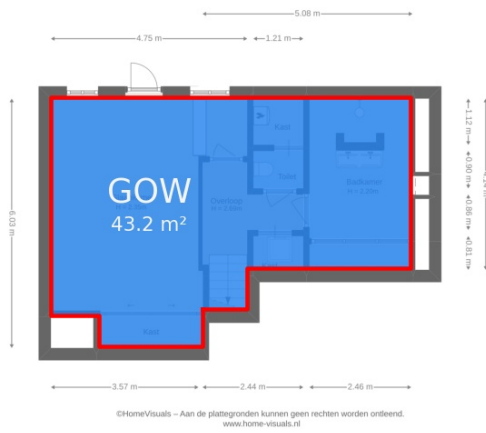 5.08 m
4.75 m
1.21 m
Kast
1.12 m
0.90 m
0.86 m
0.81 m
6.03 m
GOW
43.2 m²
Toilet
Badkamer
Overloop
Kast
3.57 m
2.44 m
2.46 m
©HomeVisuals – Aan de plattegronden kunnen geen rechten worden ontleend.
www.home-visuals.nl